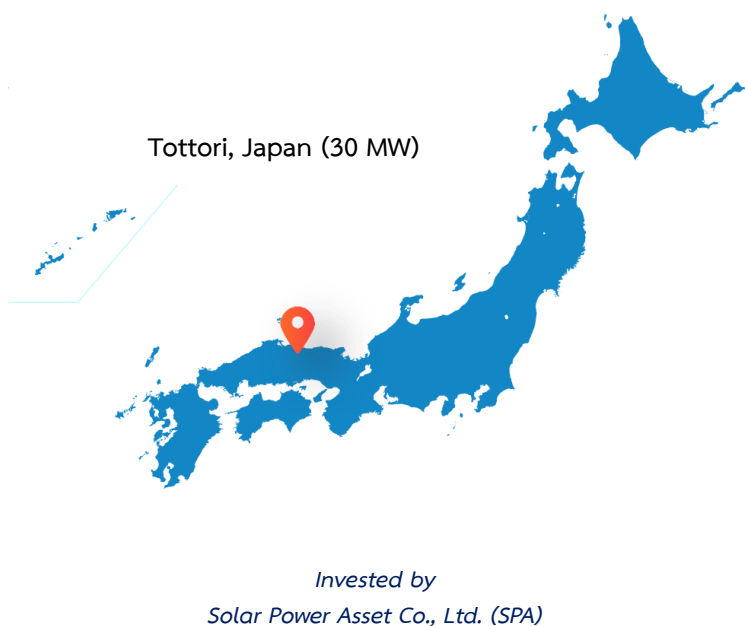 Tottori, Japan (30 MW)
Invested by
Solar Power Asset Co., Ltd. (SPA)